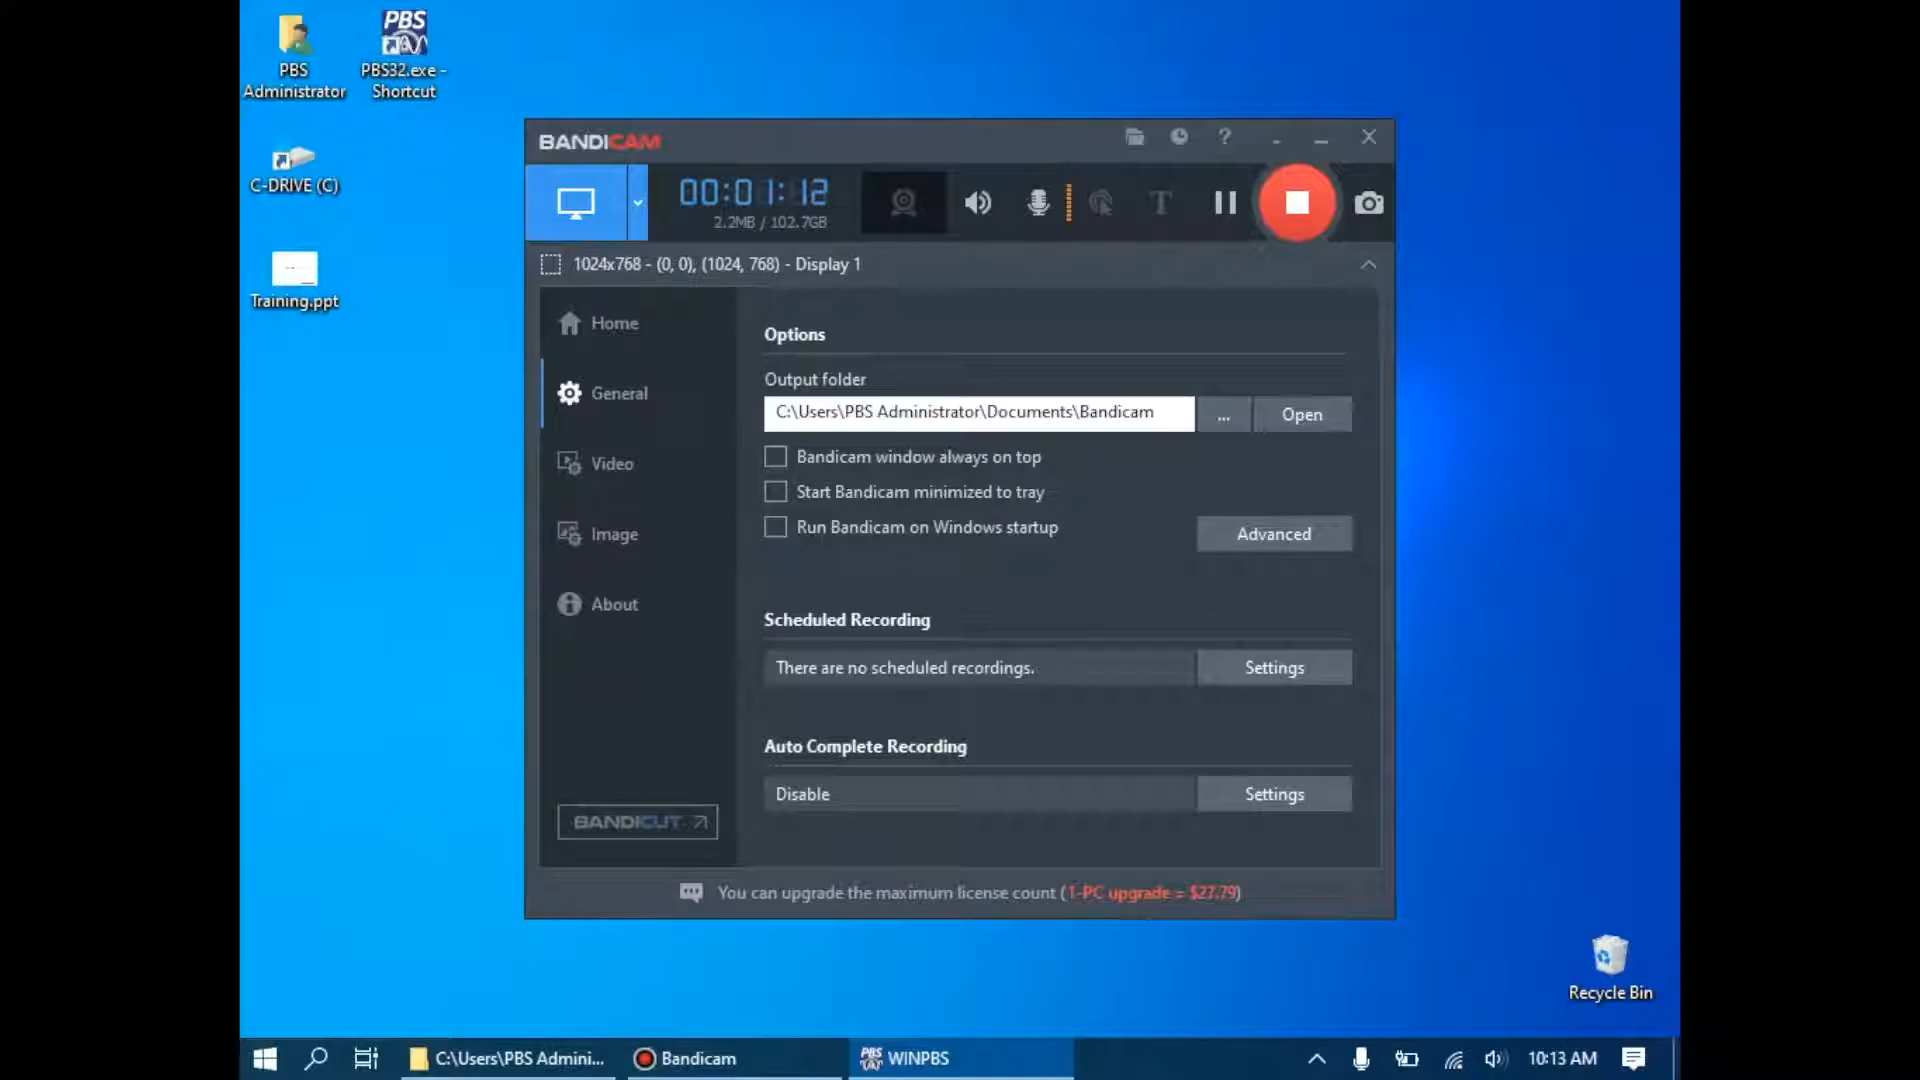 PBS
Administrator
PBS
PBS32.exe -
Shortcut
C-DRIVE (C)
Training.ppt
BANDICAM
?
00:01:12
2.2MB / 102.7GB
T
1024x768 - (0, 0), (1024, 768) - Display 1
Home
General
Video
Image
About
BANDICUT
Options
Output folder
C:\Users\PBS Administrator\Documents\Bandicam
...
Open
Bandicam window always on top
Start Bandicam minimized to tray
Run Bandicam on Windows startup
Advanced
Scheduled Recording
There are no scheduled recordings.
Settings
Auto Complete Recording
Disable
Settings
You can upgrade the maximum license count (1-PC upgrade = $27.79)
Recycle Bin
C:\Users\PBS Admini...
Bandicam
PBS
WINPBS
10:13 AM